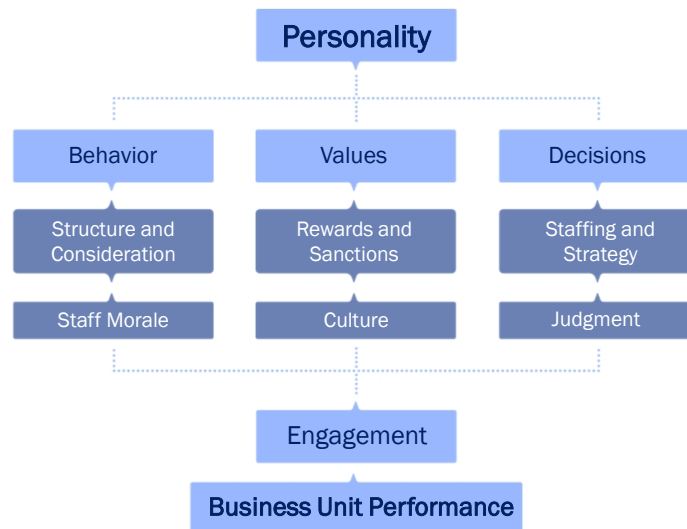 Personality
Behavior
Values
Decisions
Structure and
Consideration
Rewards and
Sanctions
Staffing and
Strategy
Staff Morale
Culture
Judgment
Engagement
Business Unit Performance